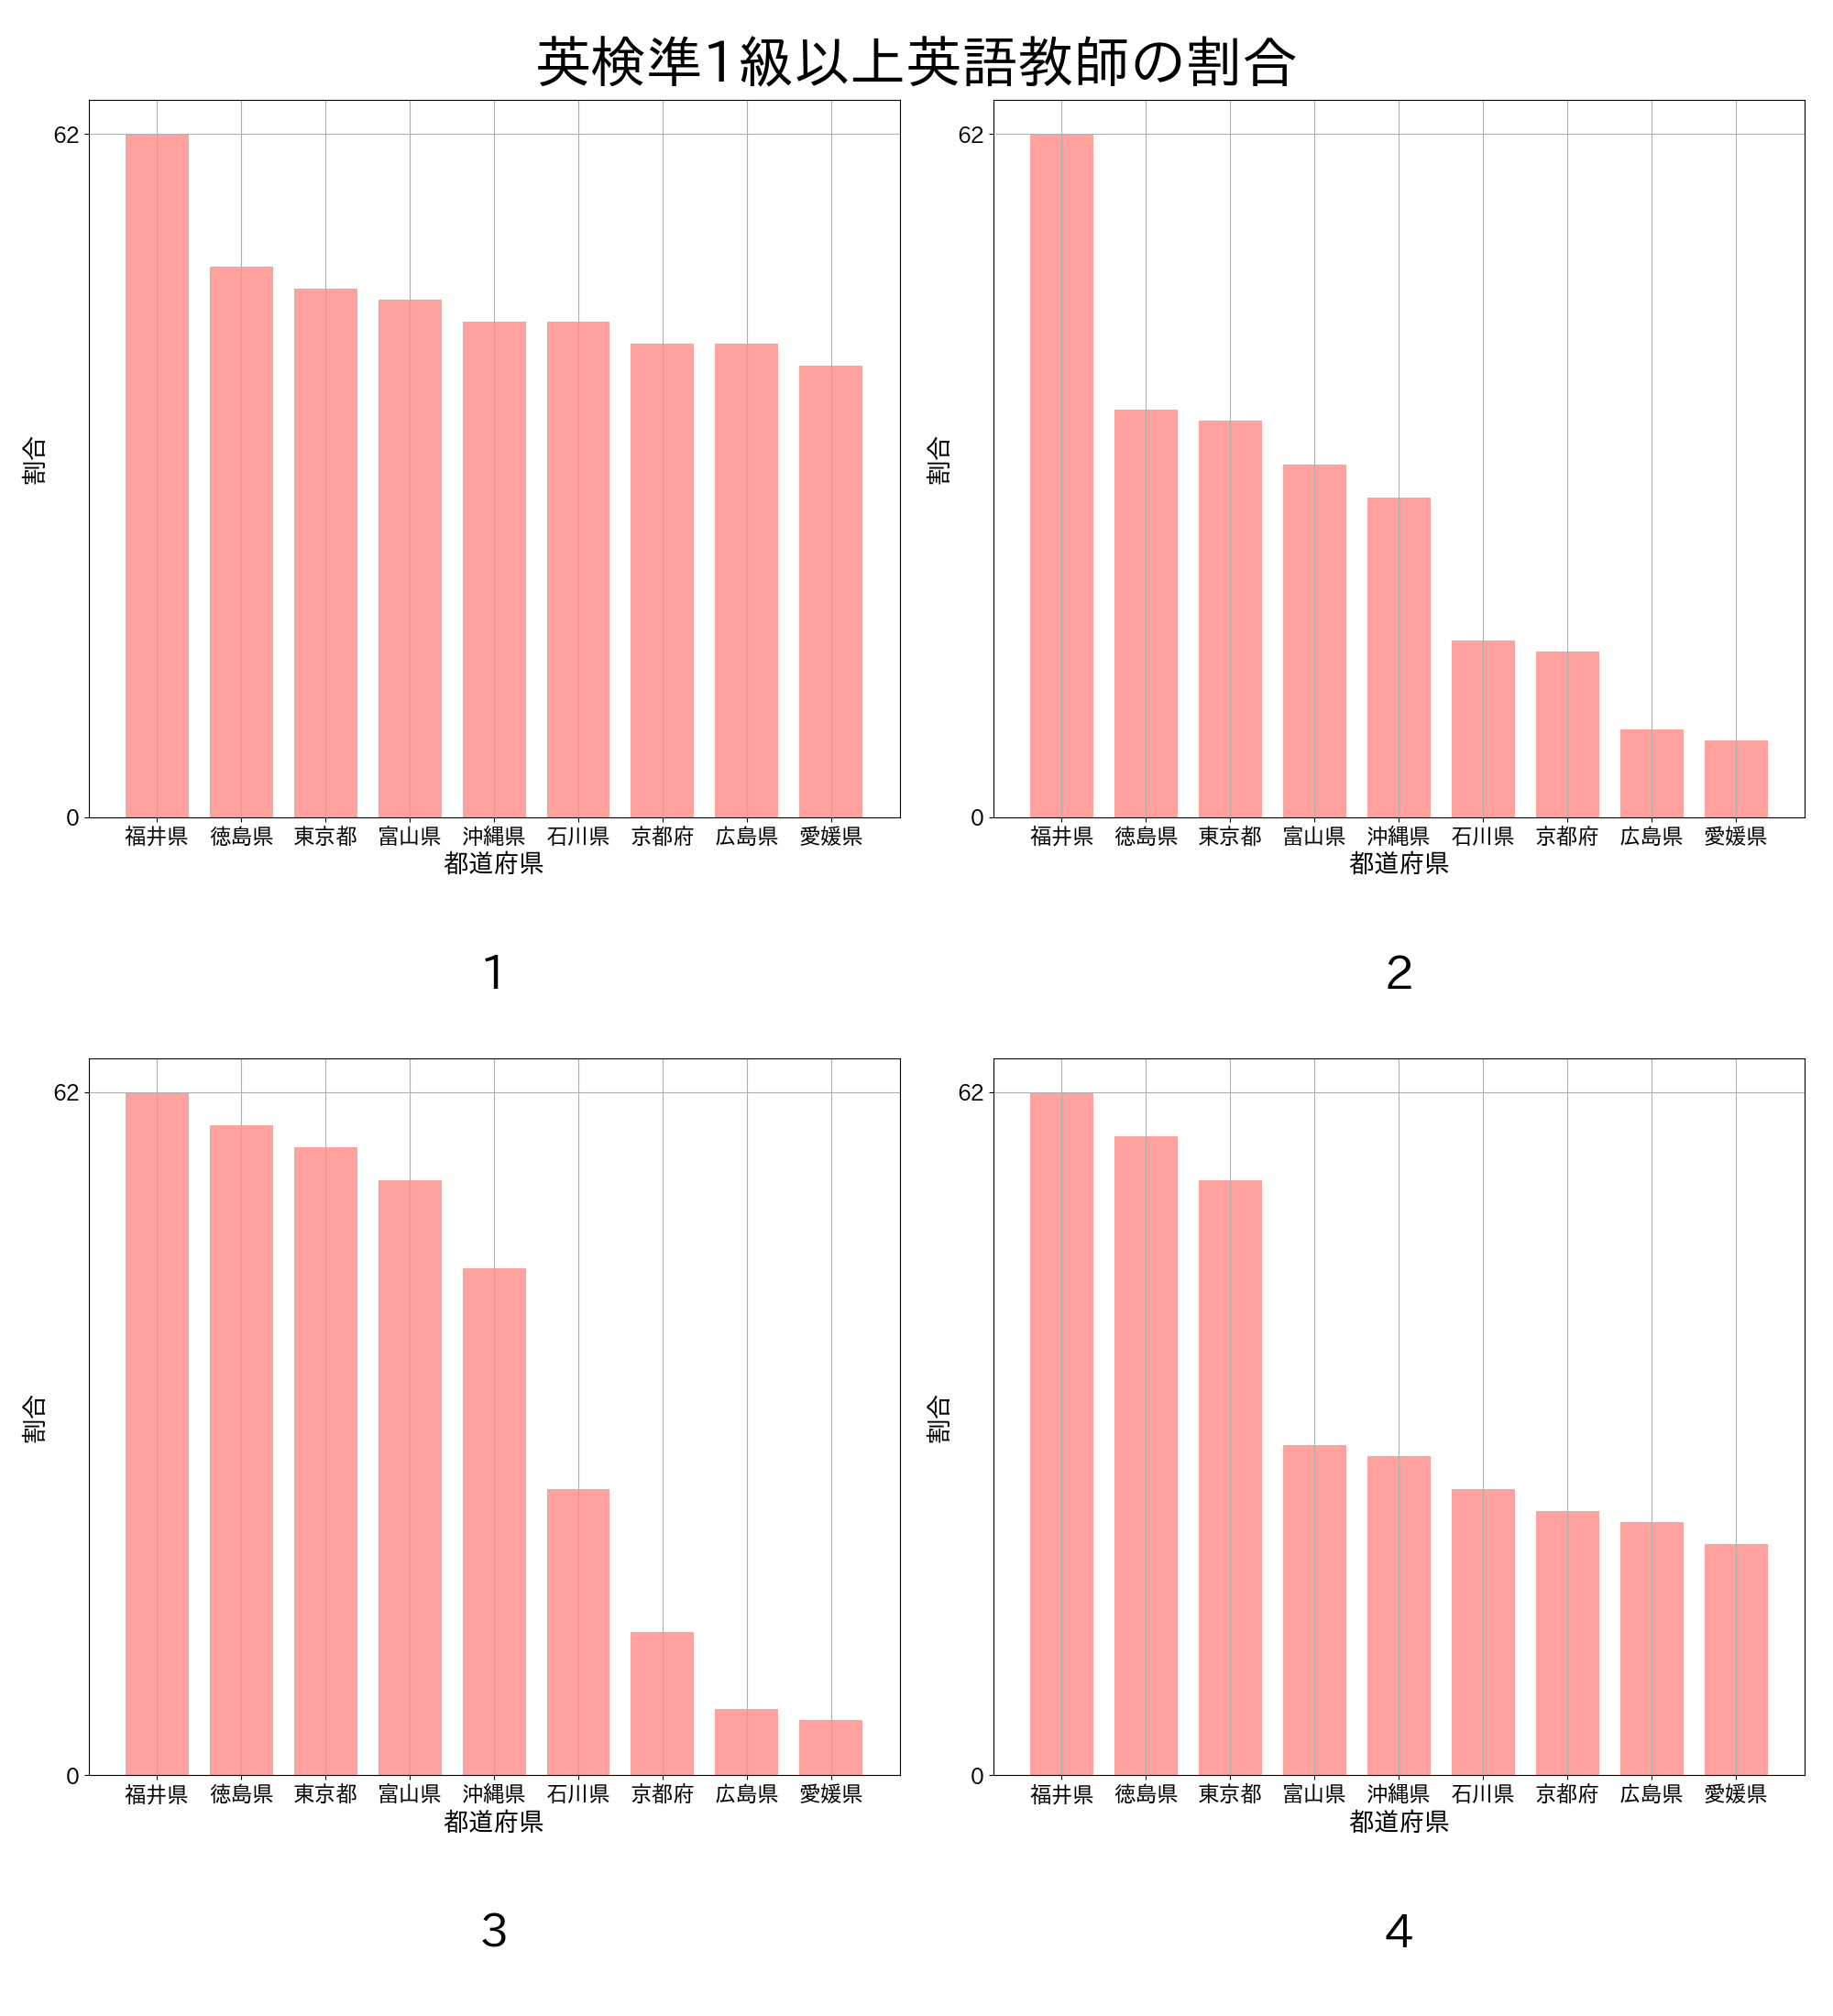 英検準1級以上英語教師の割合
62
0
割合
福井県 徳島県 東京都 富山県 沖縄県 石川県 京都府 広島県 愛媛県
都道府県
1
62
0
割合
福井県 徳島県 東京都 富山県 沖縄県 石川県 京都府 広島県 愛媛県
都道府県
2
62
0
割合
福井県 徳島県 東京都 富山県 沖縄県 石川県 京都府 広島県 愛媛県
都道府県
3
62
0
割合
福井県 徳島県 東京都 富山県 沖縄県 石川県 京都府 広島県 愛媛県
都道府県
4